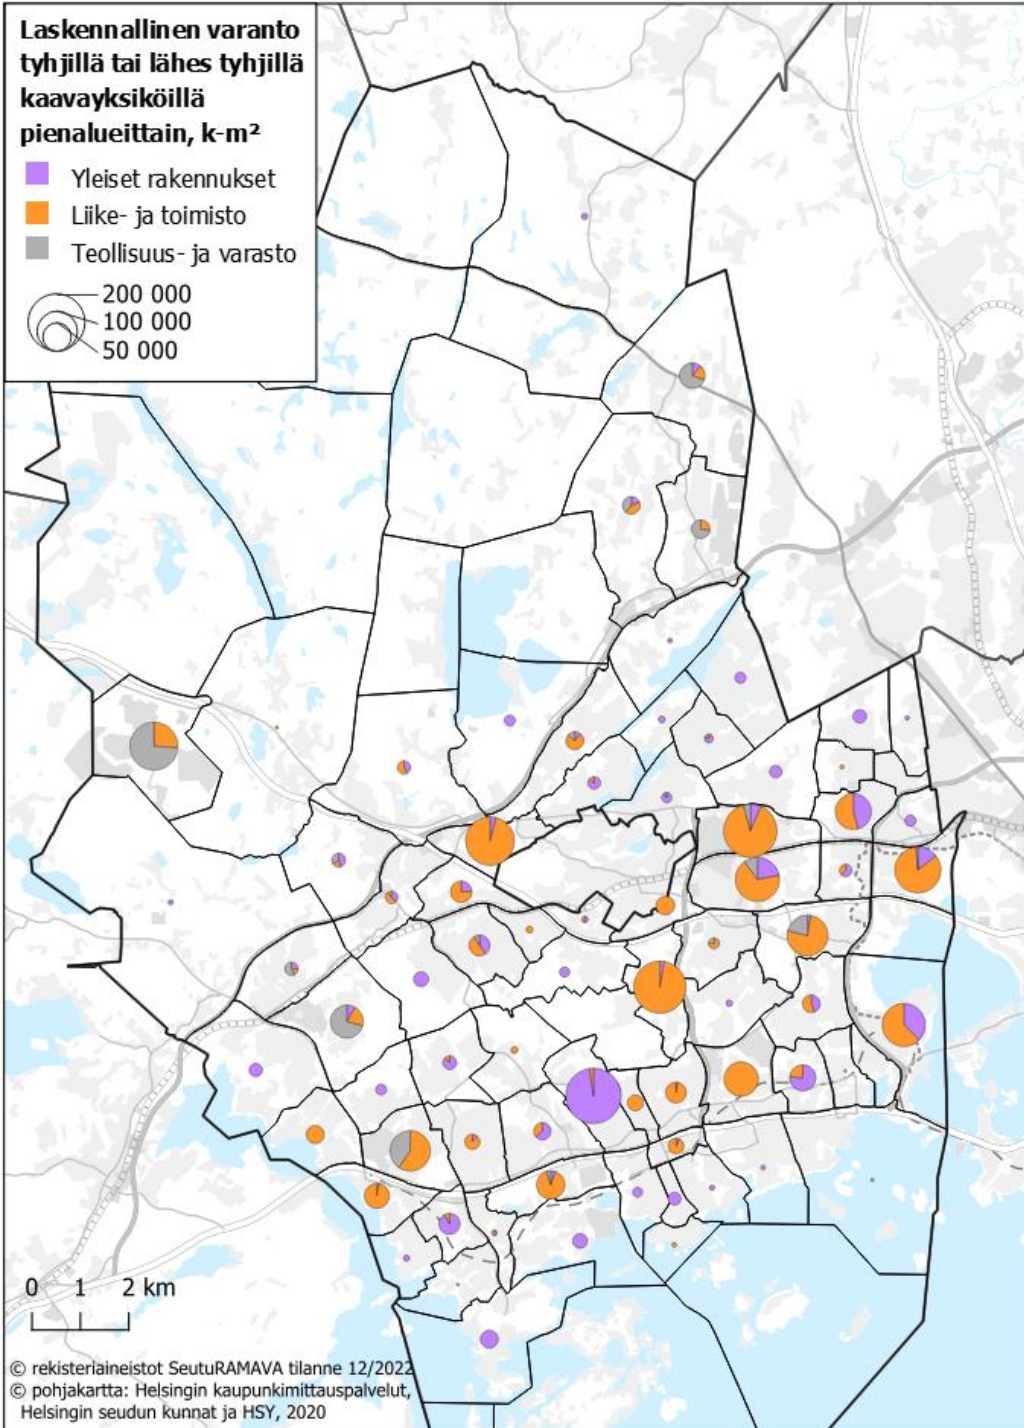 Laskennallinen varanto
tyhjillä tai lähes tyhjillä
kaavayksiköillä
pienalueittain, k-m²
Yleiset rakennukset
Liike- ja toimisto
Teollisuus- ja varasto
200 000
100 000
50 000
0 1 2 km
© rekisteriaineistot SeutuRAMAVA tilanne 12/2022
© pohjakartta: Helsingin kaupunkimittauspalvelut,
Helsingin seudun kunnat ja HSY, 2020